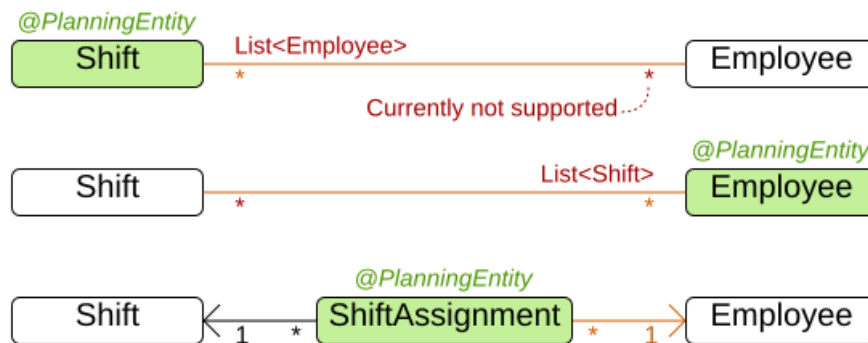 @PlanningEntity
Shift
List<Employee>
Employee
*
*
Currently not supported
@PlanningEntity
Shift
List<Shift>
Employee
*
*
@PlanningEntity
Shift
ShiftAssignment
Employee
1
*
*
1